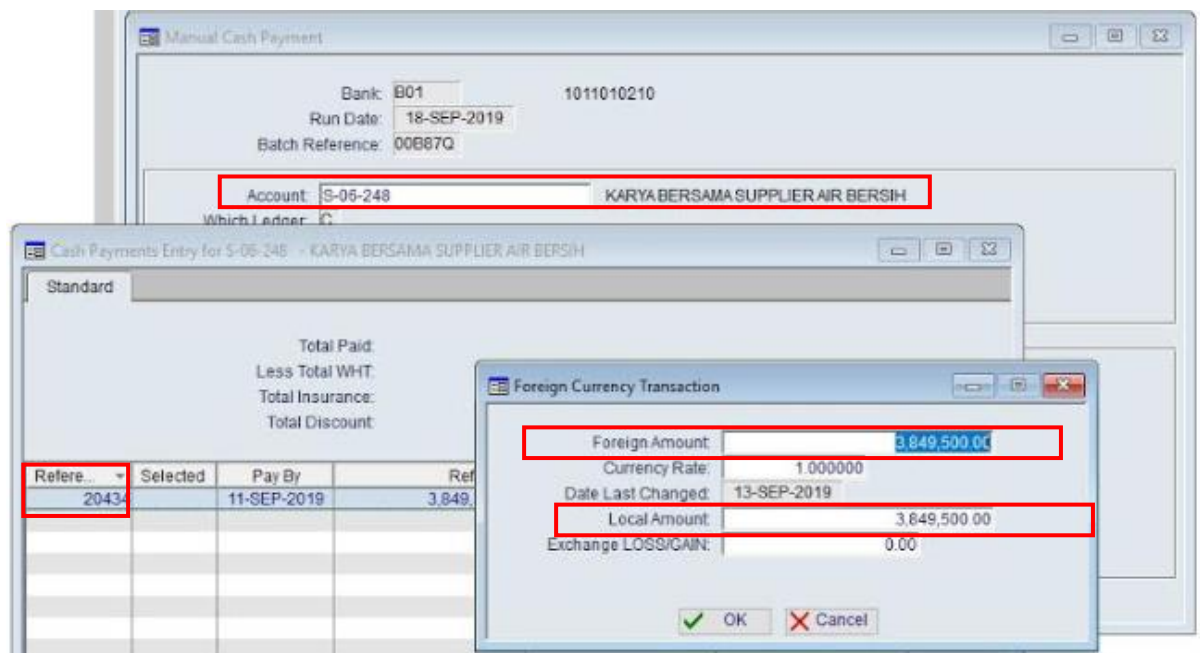 Manual Cash Payment
Bank: B01 1011010210
Run Date: 18-SEP-2019
Batch Reference: 00B87Q
Account: S-06-248 KARYA BERSAMA SUPPLIER AIR BERSIH
Which Ledger: C
Cash Payments Entry for S-06-248 - KARYA BERSAMA SUPPLIER AIR BERSIH
Standard
Total Paid:
Less Total WHT:
Total Insurance:
Total Discount:
Refere... Selected Pay By Ref
20434 11-SEP-2019 3,849,
Foreign Currency Transaction
Foreign Amount: 3,849,500.00
Currency Rate: 1.000000
Date Last Changed: 13-SEP-2019
Local Amount: 3,849,500.00
Exchange LOSS/GAIN: 0.00
OK Cancel